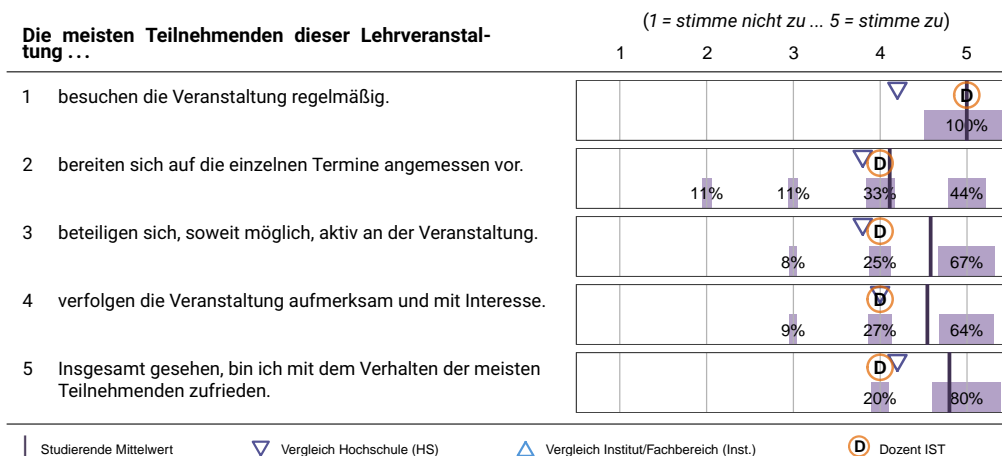 (1 = stimme nicht zu ... 5 = stimme zu)
Die meisten Teilnehmenden dieser Lehrveranstal-
tung ...
1 2 3 4 5
1 besuchen die Veranstaltung regelmäßig.
D
100%
2 bereiten sich auf die einzelnen Termine angemessen vor.
D
11% 11% 33% 44%
3 beteiligen sich, soweit möglich, aktiv an der Veranstaltung.
D
8% 25% 67%
4 verfolgen die Veranstaltung aufmerksam und mit Interesse.
D
9% 27% 64%
5 Insgesamt gesehen, bin ich mit dem Verhalten der meisten
Teilnehmenden zufrieden.
D
20% 80%
Studierende Mittelwert Vergleich Hochschule (HS) Vergleich Institut/Fachbereich (Inst.) D Dozent IST